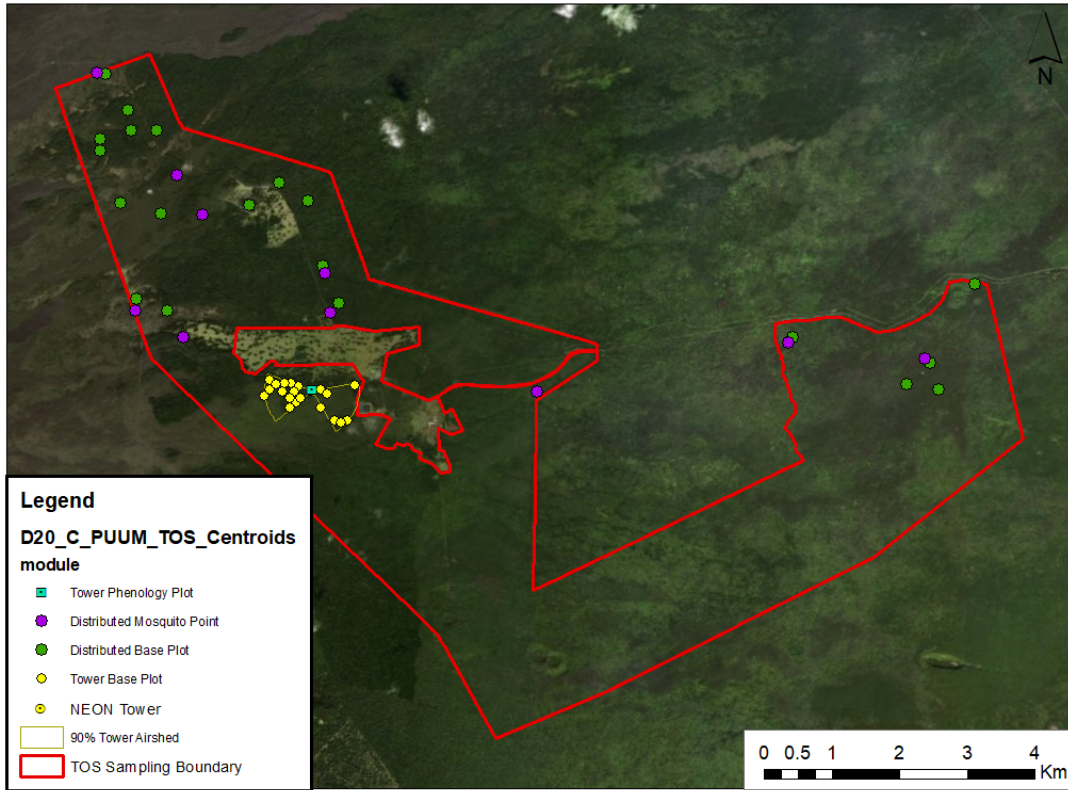 N
Legend
D20_C_PUUM_TOS_Centroids
module
Tower Phenology Plot
Distributed Mosquito Point
Distributed Base Plot
Tower Base Plot
NEON Tower
90% Tower Airshed
TOS Sampling Boundary
0 0.5 1 2 3 4
Km